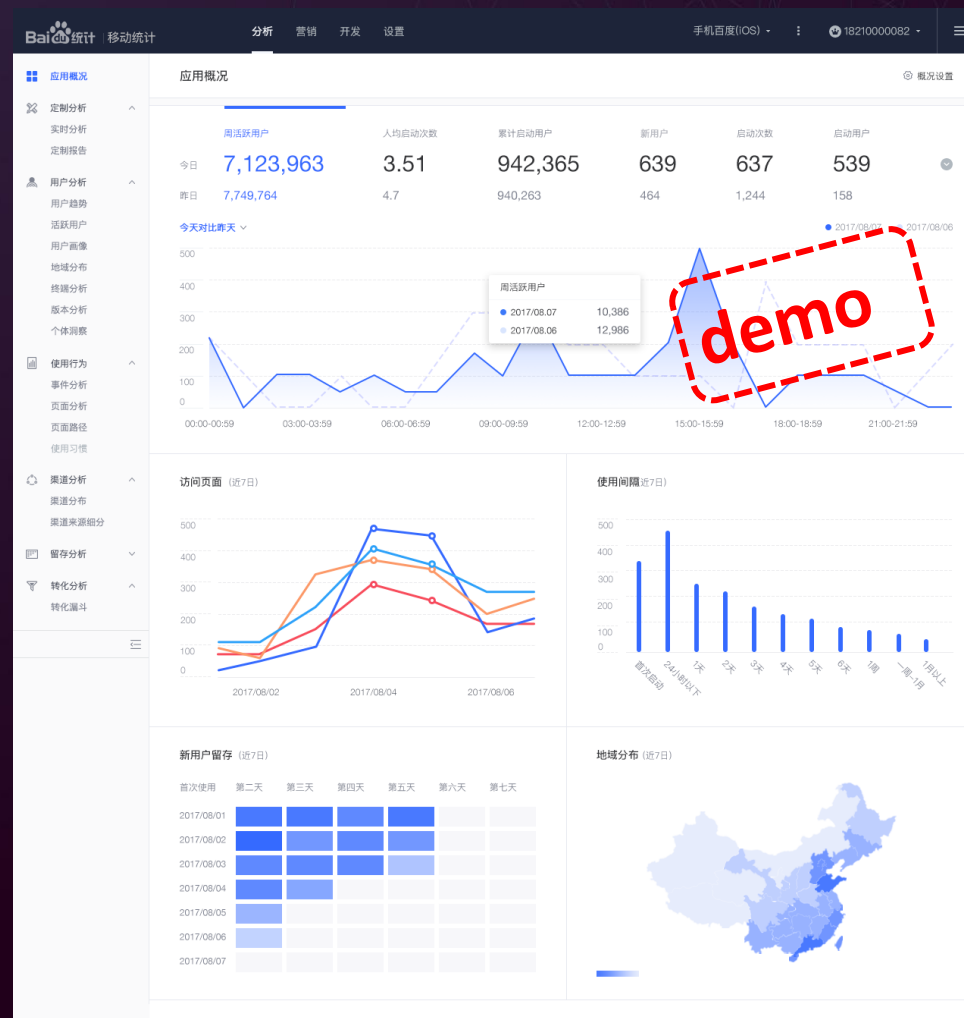 Bai du 统计 | 移动统计
分析 营销 开发 设置
手机百度(IOS) 18210000082
应用概况
定制分析
实时分析
定制报告
用户分析
用户趋势
活跃用户
用户画像
地域分布
终端分析
版本分析
个体洞察
使用行为
事件分析
页面分析
页面路径
使用习惯
渠道分析
渠道分布
渠道来源细分
留存分析
转化分析
转化漏斗
应用概况 概况设置
周活跃用户 人均启动次数 累计启动用户 新用户 启动次数 启动用户
今日 7,123,963 3.51 942,365 639 637 539
昨日 7,749,764 4.7 940,263 464 1,244 158
今天对比昨天 2017/08/07 2017/08/06
500
400
300
200
100
0
周活跃用户
2017/08.07 10,386
2017/08.06 12,986
demo
00:00-00:59 03:00-03:59 06:00-06:59 09:00-09:59 12:00-12:59 15:00-15:59 18:00-18:59 21:00-21:59
访问页面 (近7日)
500
400
300
200
100
0
2017/08/02 2017/08/04 2017/08/06
使用间隔近7日)
500
400
300
200
100
0
首次启动 24小时以下 1天 2天 3天 4天 5天 6天 1周 一周-1月 1月以上
新用户留存 (近7日)
首次使用 第二天 第三天 第四天 第五天 第六天 第七天
2017/08/01
2017/08/02
2017/08/03
2017/08/04
2017/08/05
2017/08/06
2017/08/07
地域分布 (近7日)